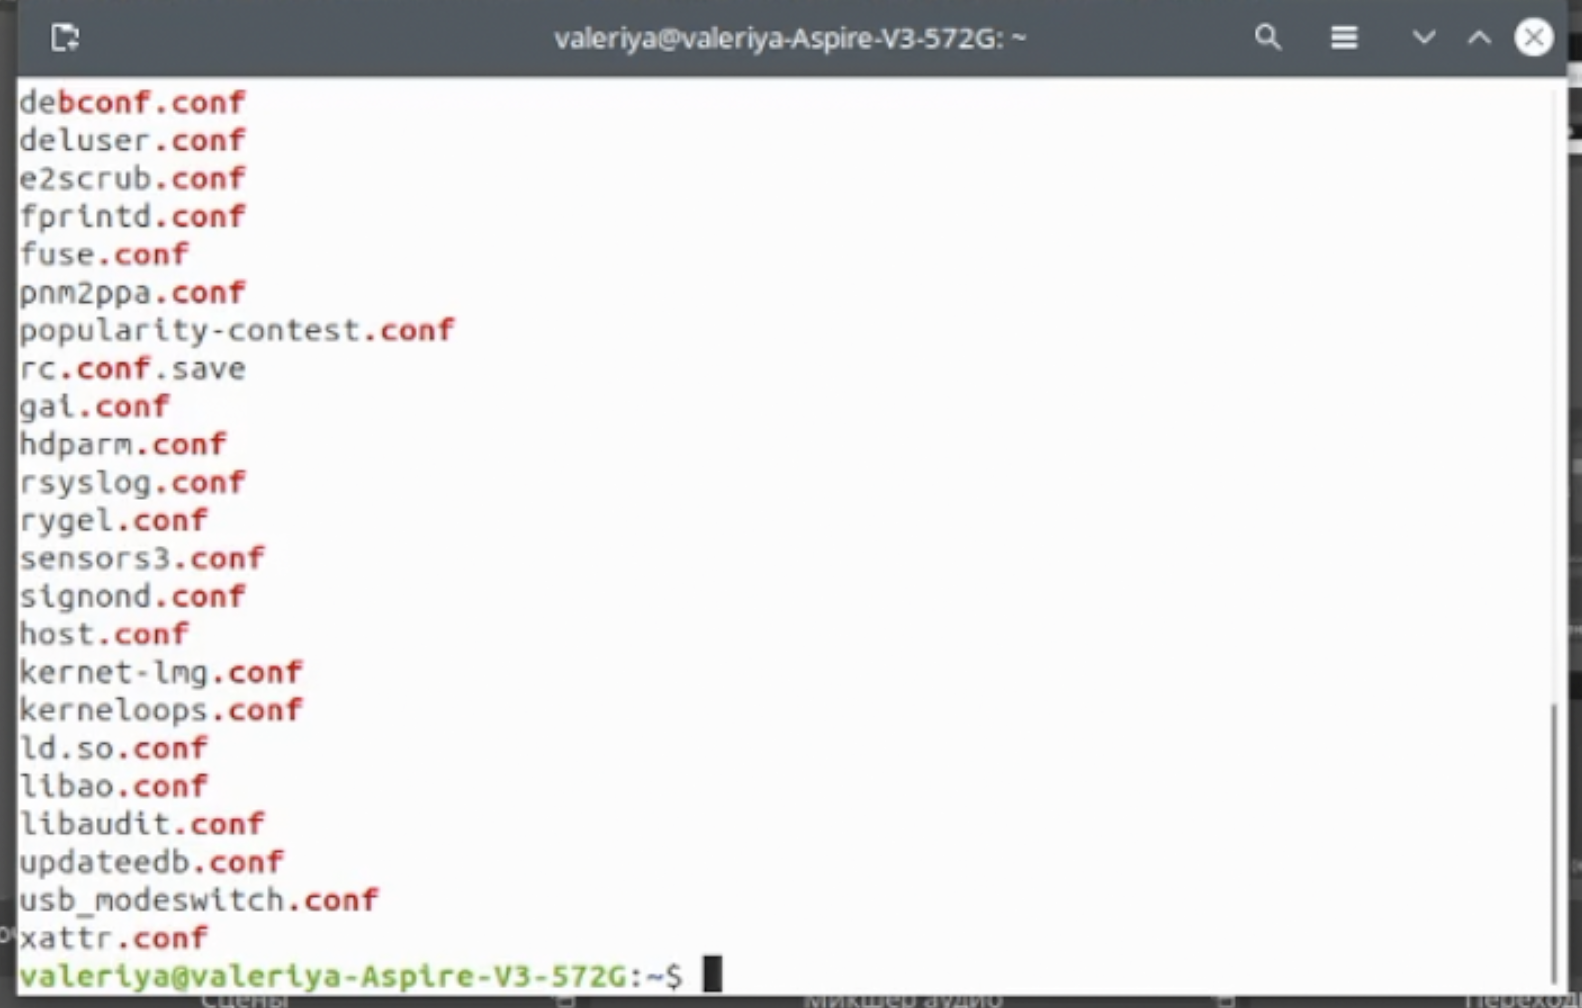 valeriya@valeriya-Aspire-V3-572G: ~
debconf.conf
deluser.conf
e2scrub.conf
fprintd.conf
fuse.conf
pnm2ppa.conf
popularity-contest.conf
rc.conf.save
gai.conf
hdparm.conf
rsyslog.conf
rygel.conf
sensors3.conf
signond.conf
host.conf
kernet-lmg.conf
kerneloops.conf
ld.so.conf
libao.conf
libaudit.conf
updateedb.conf
usb_modeswitch.conf
xattr.conf
valeriya@valeriya-Aspire-V3-572G:~$
Сцены
Микшер аудио